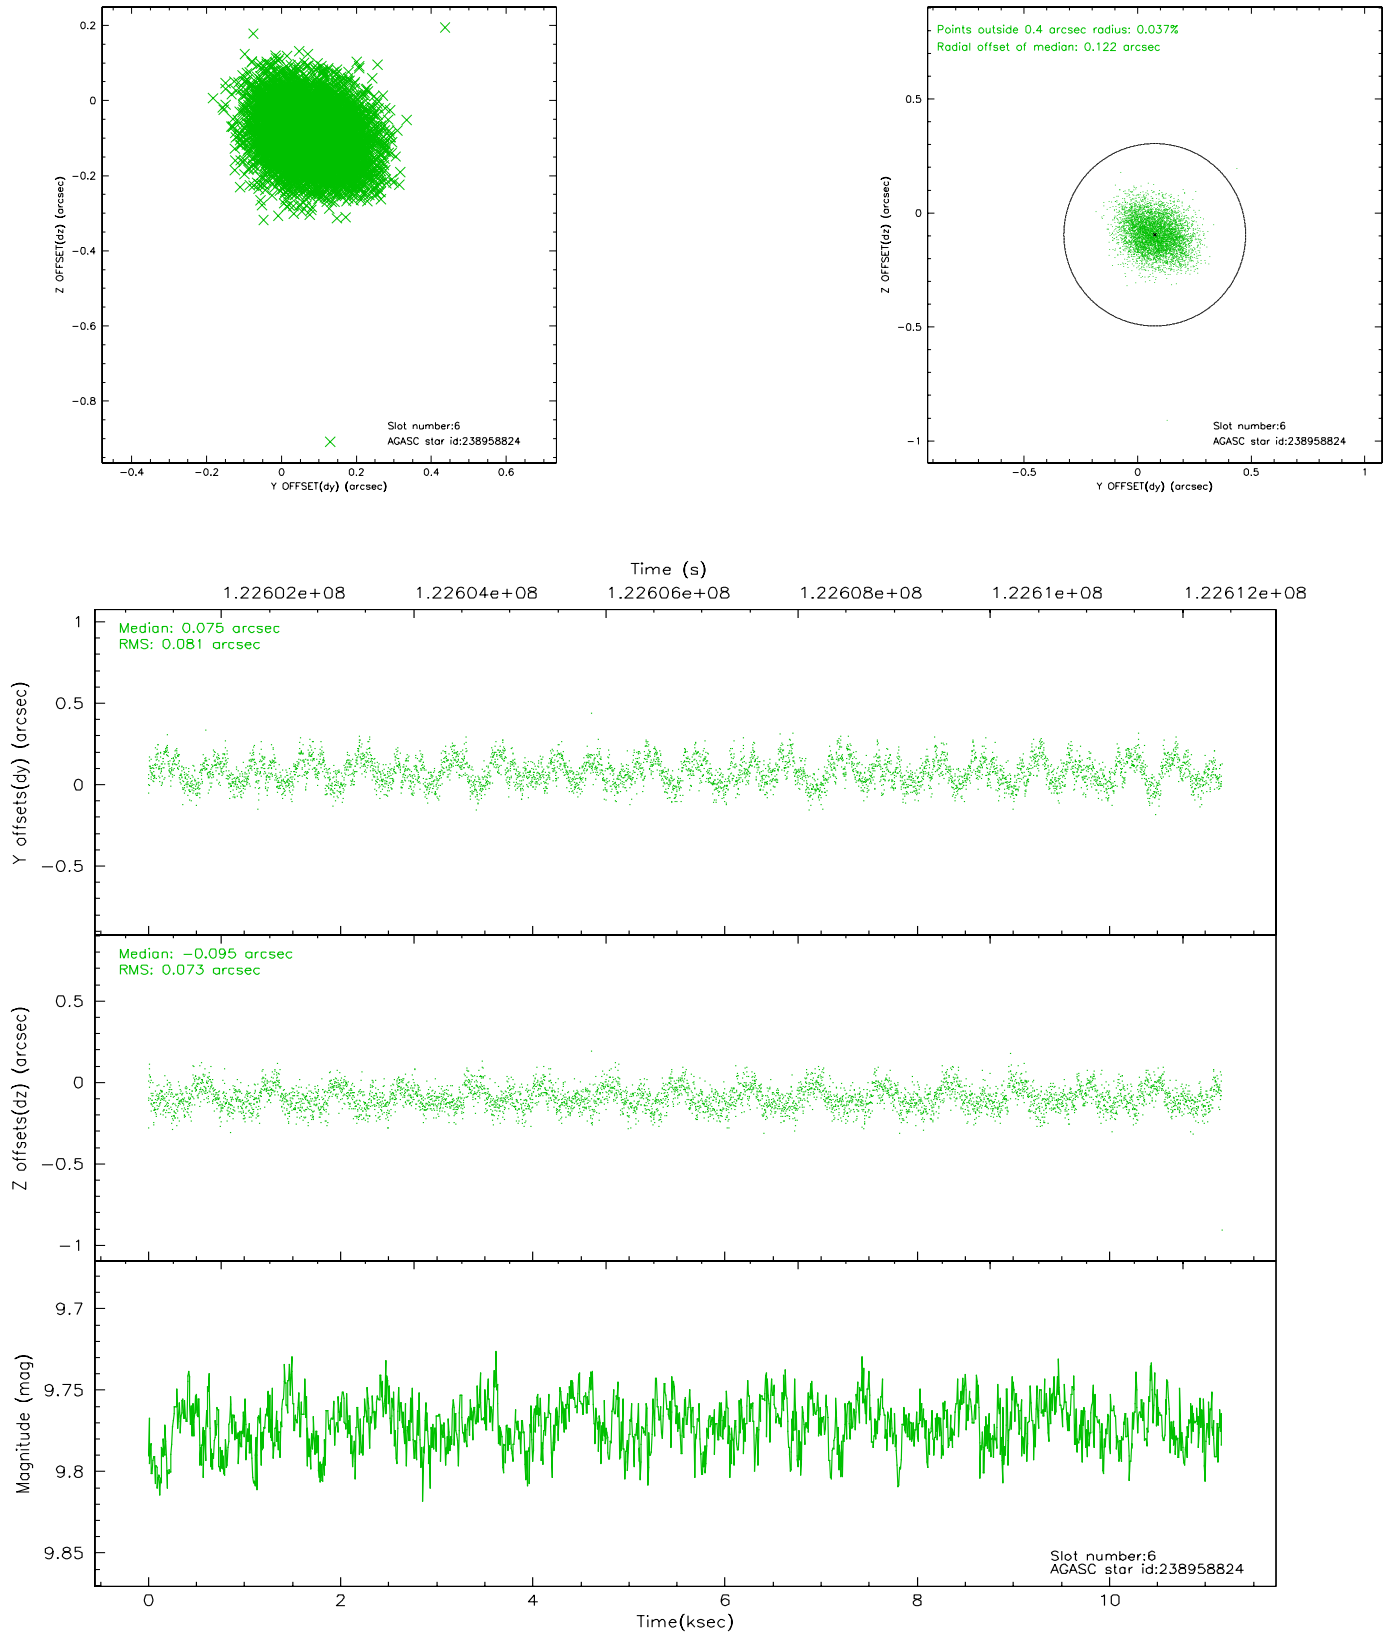 0.2
0
−0.2
−0.4
−0.6
−0.8
Z OFFSET(dz) (arcsec)
Slot number:6
AGASC star id:238958824
−0.4 −0.2 0 0.2 0.4 0.6
Y OFFSET(dy) (arcsec)
Points outside 0.4 arcsec radius: 0.037%
Radial offset of median: 0.122 arcsec
0.5
0
−0.5
−1
Z OFFSET(dz) (arcsec)
Slot number:6
AGASC star id:238958824
−0.5 0 0.5 1
Y OFFSET(dy) (arcsec)
Time (s)
1.22602e+08 1.22604e+08 1.22606e+08 1.22608e+08 1.2261e+08 1.22612e+08
Median: 0.075 arcsec
RMS: 0.081 arcsec
1
0.5
0
−0.5
Y offsets(dy) (arcsec)
Median: −0.095 arcsec
RMS: 0.073 arcsec
0.5
0
−0.5
−1
Z offsets(dz) (arcsec)
9.7
9.75
9.8
9.85
Magnitude (mag)
Slot number:6
AGASC star id:238958824
0 2 4 6 8 10
Time(ksec)